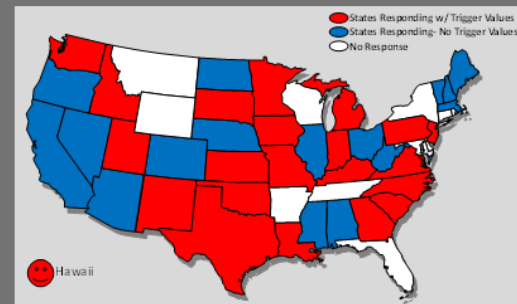 States Responding w/ Trigger Values
States Responding- No Trigger Values
No Response
Hawaii